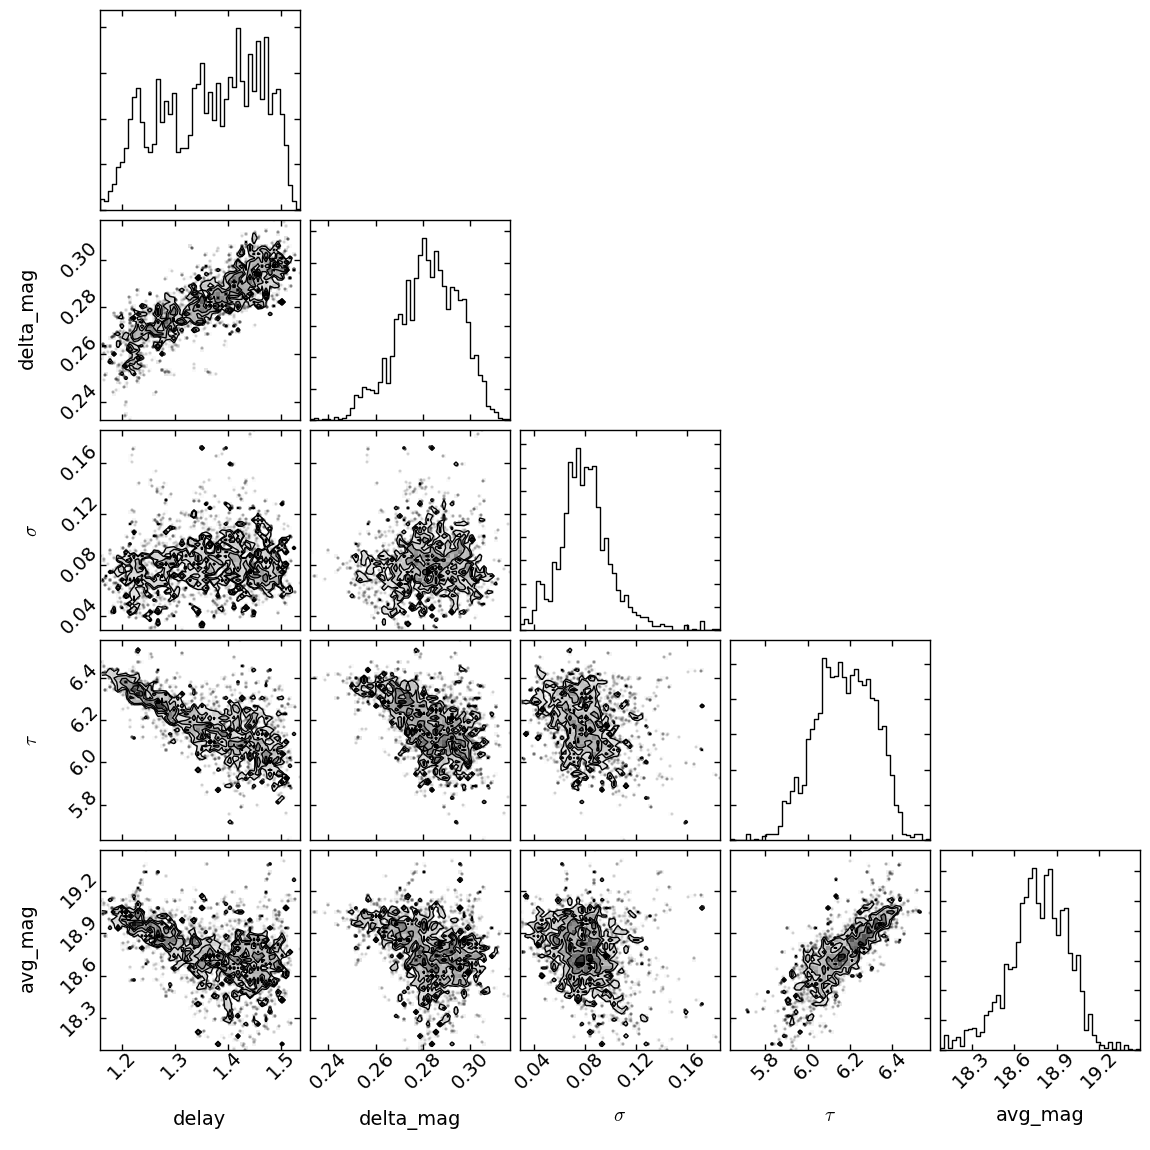 delta_mag
0.30
0.28
0.26
0.24
σ
0.16
0.12
0.08
0.04
τ
6.4
6.2
6.0
5.8
avg_mag
19.2
18.9
18.6
18.3
1.2 1.3 1.4 1.5
0.24 0.26 0.28 0.30
0.04 0.08 0.12 0.16
5.8 6.0 6.2 6.4
18.3 18.6 18.9 19.2
delay delta_mag σ τ avg_mag